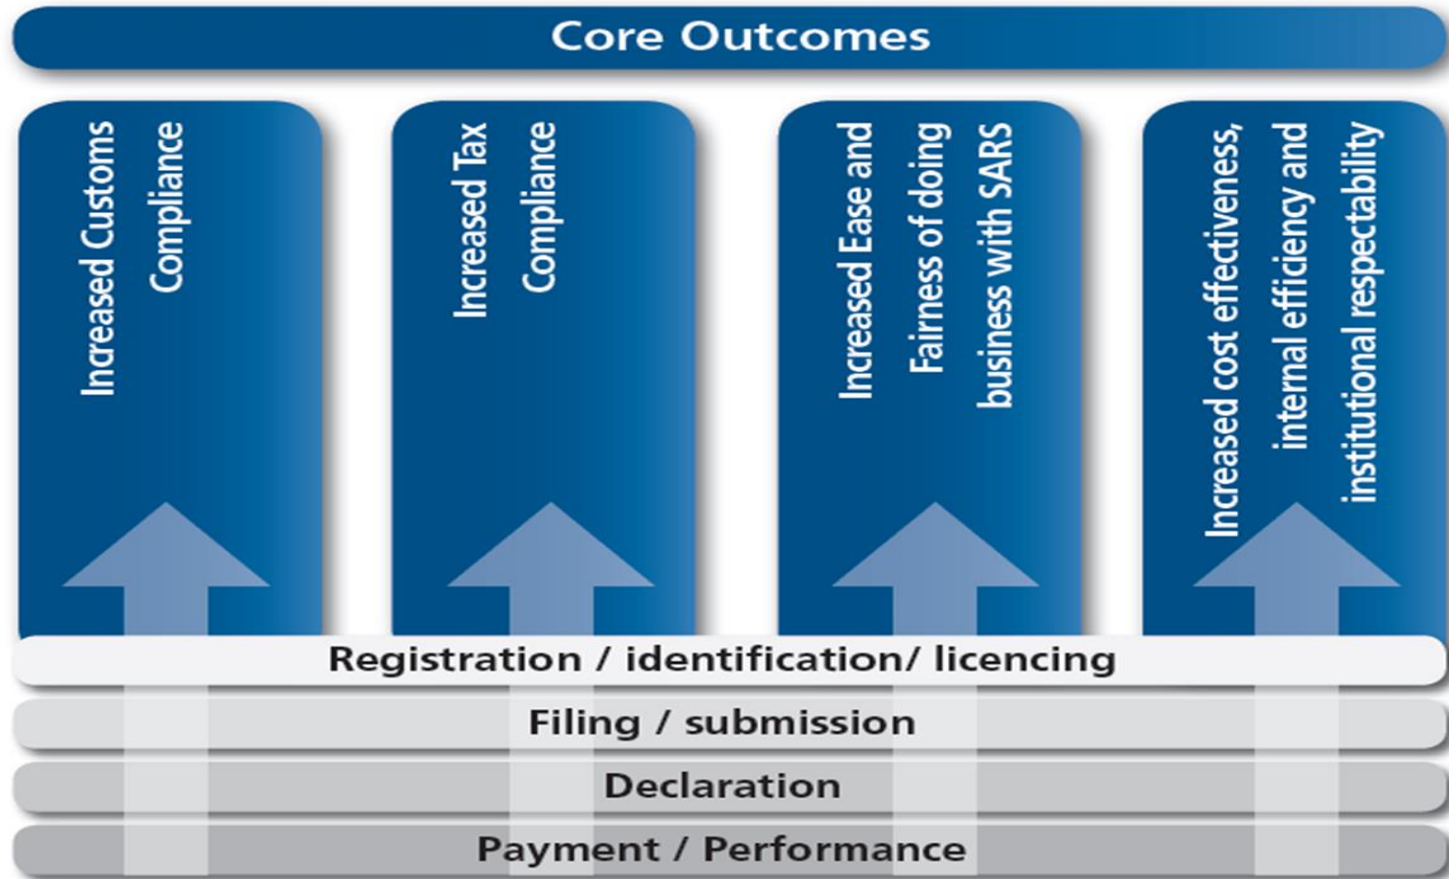 Core Outcomes
Increased Customs
Compliance
Increased Tax
Compliance
Increased Ease and
Fairness of doing
business with SARS
Increased cost effectiveness,
internal efficiency and
institutional respectability
Registration / identification/ licencing
Filing / submission
Declaration
Payment / Performance